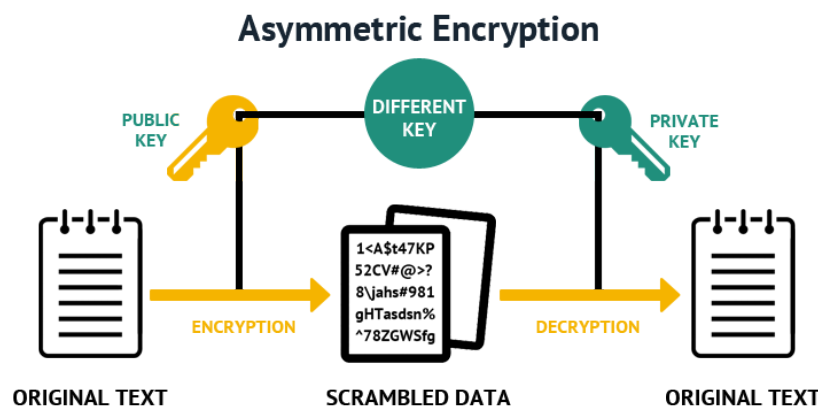 Asymmetric Encryption
PUBLIC
KEY
DIFFERENT
KEY
PRIVATE
KEY
1<A$t47KP
52CV#@>?
8\jahs#981
gHTasdsn%
^78ZGWSfg
ENCRYPTION
DECRYPTION
ORIGINAL TEXT
SCRAMBLED DATA
ORIGINAL TEXT